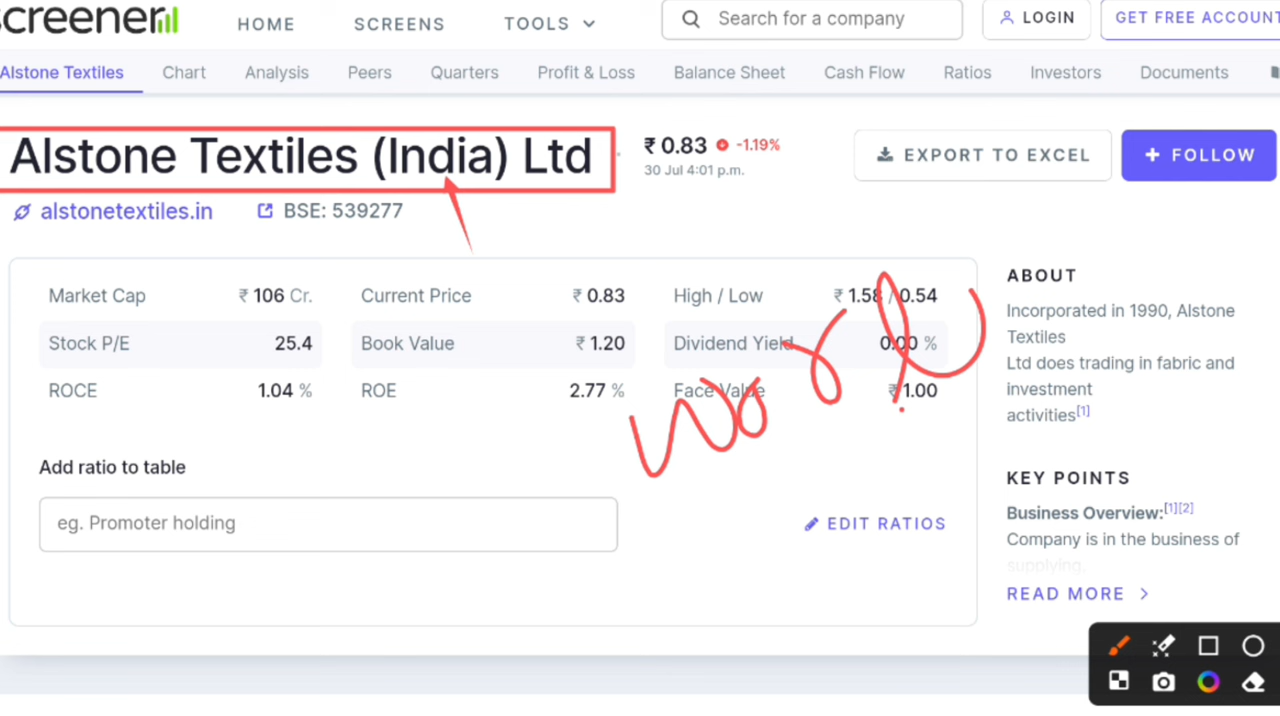 screener
HOME SCREENS TOOLS Search for a company LOGIN GET FREE ACCOUNT
Alstone Textiles Chart Analysis Peers Quarters Profit & Loss Balance Sheet Cash Flow Ratios Investors Documents
Alstone Textiles (India) Ltd
₹ 0.83 -1.19%
30 Jul 4:01 p.m.
EXPORT TO EXCEL
+ FOLLOW
alstonetextiles.in BSE: 539277
Market Cap ₹ 106 Cr. Current Price ₹ 0.83 High / Low ₹ 1.58 / 0.54
Stock P/E 25.4 Book Value ₹ 1.20 Dividend Yield 0.00 %
ROCE 1.04 % ROE 2.77 % Face Value ₹ 1.00
Add ratio to table
eg. Promoter holding
EDIT RATIOS
ABOUT
Incorporated in 1990, Alstone
Textiles
Ltd does trading in fabric and
investment
activities[1]
KEY POINTS
Business Overview:[1][2]
Company is in the business of
supplying,
READ MORE